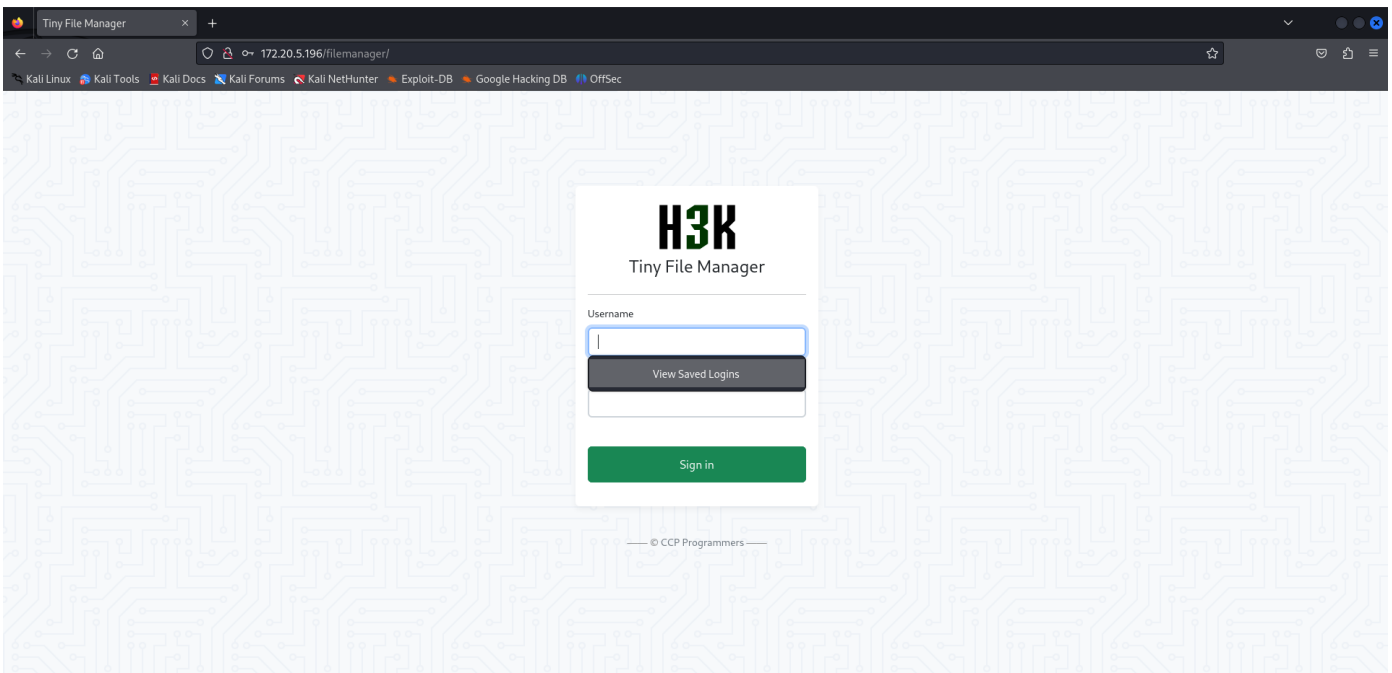 Tiny File Manager
172.20.5.196/filemanager/
Kali Linux Kali Tools Kali Docs Kali Forums Kali NetHunter Exploit-DB Google Hacking DB OffSec
H3K
Tiny File Manager
Username
View Saved Logins
Sign in
—— © CCP Programmers ——